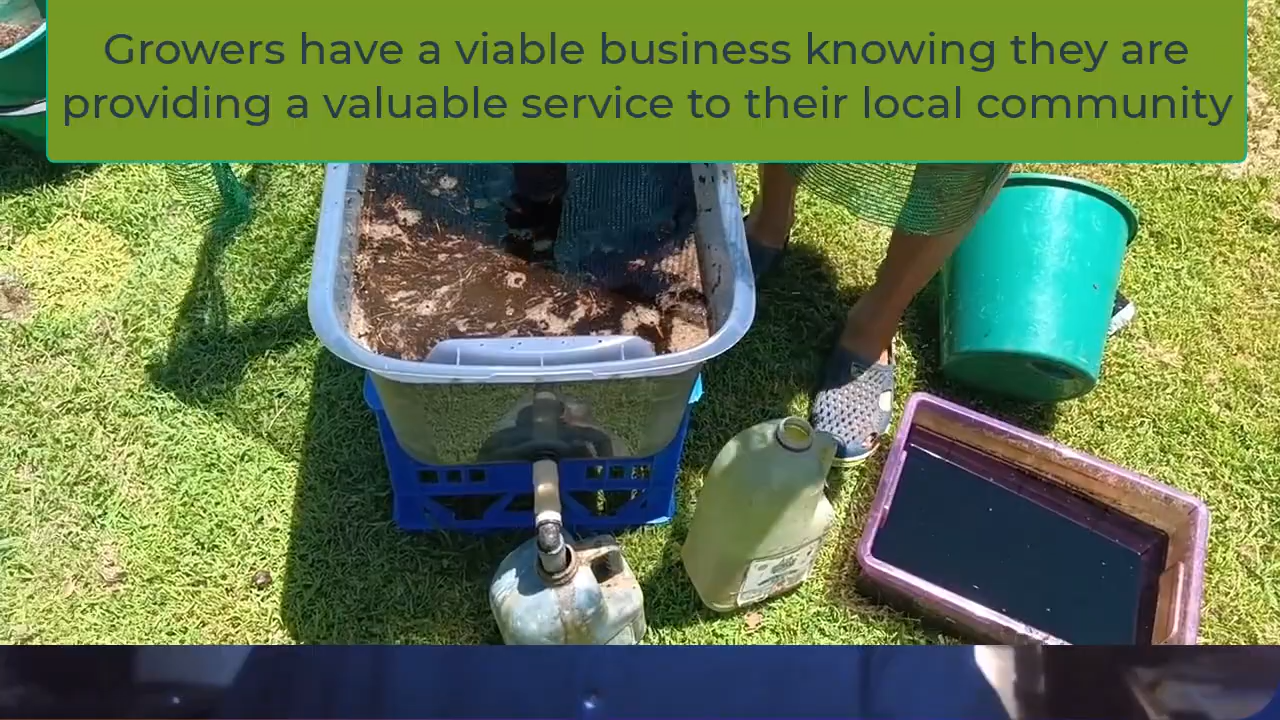 Growers have a viable business knowing they are
providing a valuable service to their local community